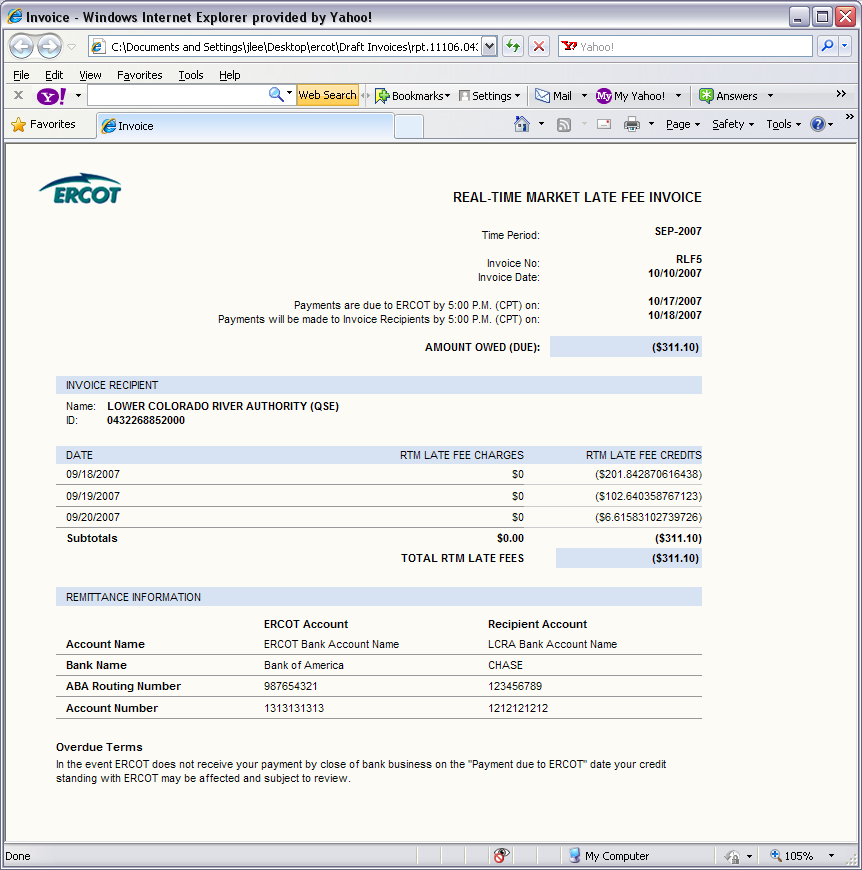 Invoice - Windows Internet Explorer provided by Yahoo!
C:\Documents and Settings\jlee\Desktop\ercot\Draft Invoices\rpt.11106.043
Yahoo!
File Edit View Favorites Tools Help
Y! Web Search Bookmarks Settings Mail My Yahoo! Answers »
Favorites Invoice Page Safety Tools »
ERCOT
REAL-TIME MARKET LATE FEE INVOICE
Time Period: SEP-2007
Invoice No: RLF5
Invoice Date: 10/10/2007
Payments are due to ERCOT by 5:00 P.M. (CPT) on: 10/17/2007
Payments will be made to Invoice Recipients by 5:00 P.M. (CPT) on: 10/18/2007
AMOUNT OWED (DUE): ($311.10)
INVOICE RECIPIENT
Name: LOWER COLORADO RIVER AUTHORITY (QSE)
ID: 0432268852000
DATE RTM LATE FEE CHARGES RTM LATE FEE CREDITS
09/18/2007 $0 ($201.842870616438)
09/19/2007 $0 ($102.640358767123)
09/20/2007 $0 ($6.61583102739726)
Subtotals $0.00 ($311.10)
TOTAL RTM LATE FEES ($311.10)
REMITTANCE INFORMATION
ERCOT Account Recipient Account
Account Name ERCOT Bank Account Name LCRA Bank Account Name
Bank Name Bank of America CHASE
ABA Routing Number 987654321 123456789
Account Number 1313131313 1212121212
Overdue Terms
In the event ERCOT does not receive your payment by close of bank business on the "Payment due to ERCOT" date your credit
standing with ERCOT may be affected and subject to review.
Done My Computer 105%